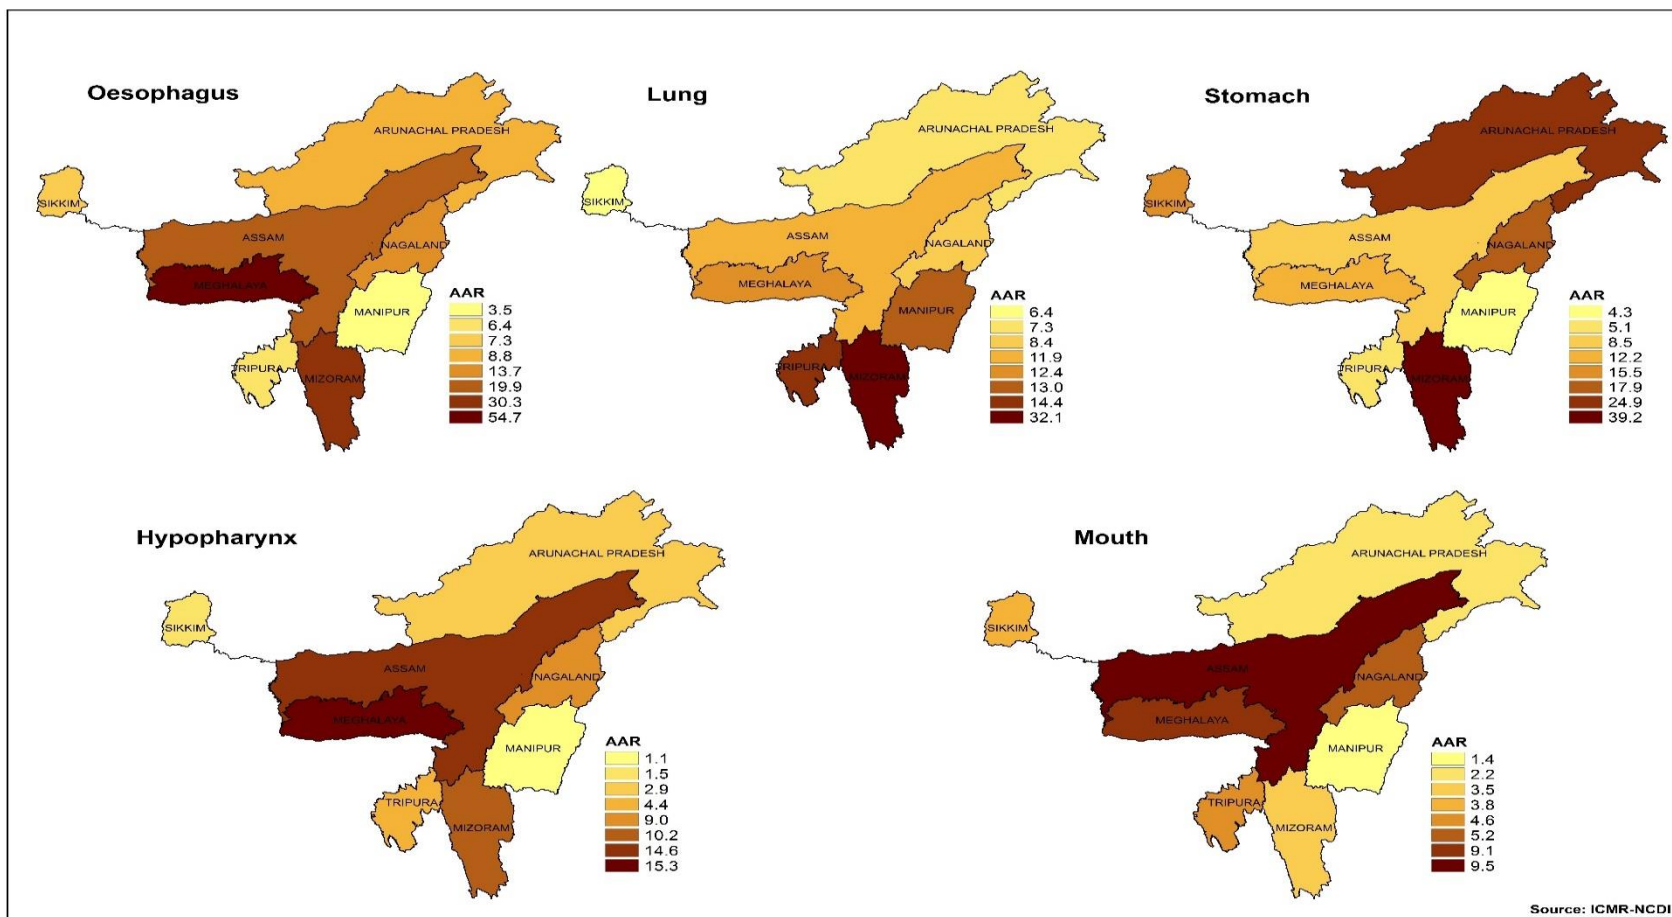 Oesophagus
ARUNACHAL PRADESH
SIKKIM
ASSAM
NAGALAND
MEGHALAYA
MANIPUR
TRIPURA
MIZORAM
AAR
3.5
6.4
7.3
8.8
13.7
19.9
30.3
54.7
Lung
ARUNACHAL PRADESH
SIKKIM
ASSAM
NAGALAND
MEGHALAYA
MANIPUR
TRIPURA
MIZORAM
AAR
6.4
7.3
8.4
11.9
12.4
13.0
14.4
32.1
Stomach
ARUNACHAL PRADESH
SIKKIM
ASSAM
NAGALAND
MEGHALAYA
MANIPUR
TRIPURA
MIZORAM
AAR
4.3
5.1
8.5
12.2
15.5
17.9
24.9
39.2
Hypopharynx
ARUNACHAL PRADESH
SIKKIM
ASSAM
NAGALAND
MEGHALAYA
MANIPUR
TRIPURA
MIZORAM
AAR
1.1
1.5
2.9
4.4
9.0
10.2
14.6
15.3
Mouth
ARUNACHAL PRADESH
SIKKIM
ASSAM
NAGALAND
MEGHALAYA
MANIPUR
TRIPURA
MIZORAM
AAR
1.4
2.2
3.5
3.8
4.6
5.2
9.1
9.5
Source: ICMR-NCDI